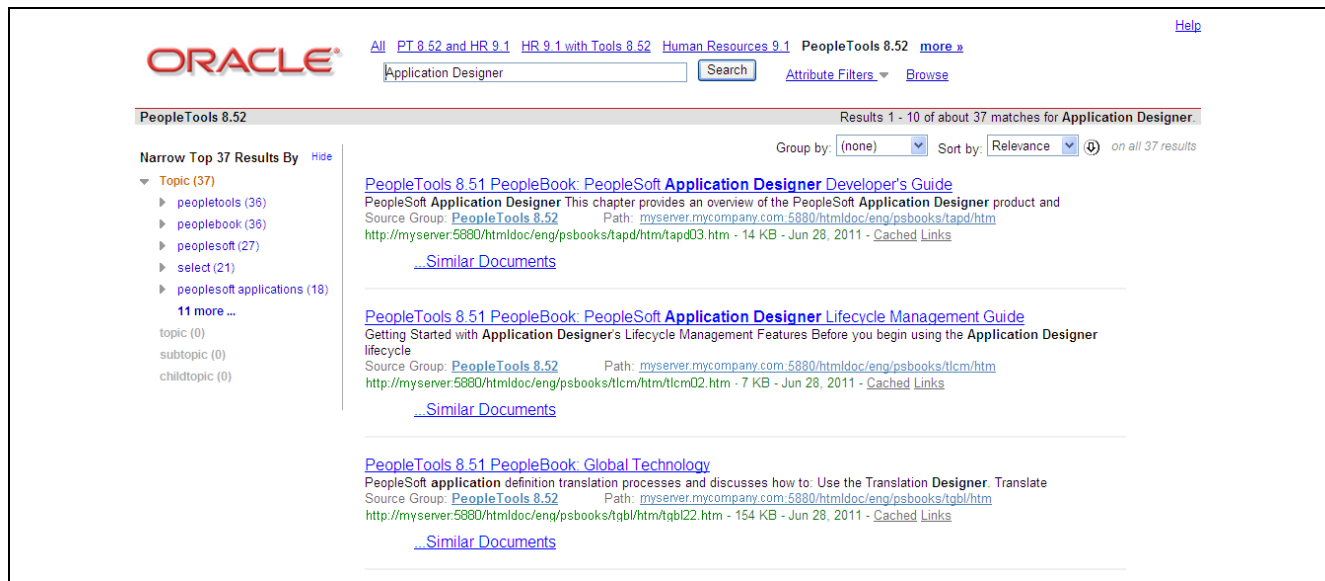 Help
ORACLE®
All PT 8.52 and HR 9.1 HR 9.1 with Tools 8.52 Human Resources 9.1 PeopleTools 8.52 more »
Application Designer Search Attribute Filters Browse
PeopleTools 8.52 Results 1 - 10 of about 37 matches for Application Designer.
Group by: (none) Sort by: Relevance on all 37 results
Narrow Top 37 Results By Hide
Topic (37)
peopletools (36)
peoplebook (36)
peoplesoft (27)
select (21)
peoplesoft applications (18)
11 more ...
topic (0)
subtopic (0)
childtopic (0)
PeopleTools 8.51 PeopleBook: PeopleSoft Application Designer Developer's Guide
PeopleSoft Application Designer This chapter provides an overview of the PeopleSoft Application Designer product and
Source Group: PeopleTools 8.52 Path: myserver.mycompany.com:5880/htmldoc/eng/psbooks/tapd/htm
http://myserver:5880/htmldoc/eng/psbooks/tapd/htm/tapd03.htm - 14 KB - Jun 28, 2011 - Cached Links
...Similar Documents
PeopleTools 8.51 PeopleBook: PeopleSoft Application Designer Lifecycle Management Guide
Getting Started with Application Designer's Lifecycle Management Features Before you begin using the Application Designer
lifecycle
Source Group: PeopleTools 8.52 Path: myserver.mycompany.com:5880/htmldoc/eng/psbooks/tlcm/htm
http://myserver:5880/htmldoc/eng/psbooks/tlcm/htm/tlcm02.htm - 7 KB - Jun 28, 2011 - Cached Links
...Similar Documents
PeopleTools 8.51 PeopleBook: Global Technology
PeopleSoft application definition translation processes and discusses how to: Use the Translation Designer. Translate
Source Group: PeopleTools 8.52 Path: myserver.mycompany.com:5880/htmldoc/eng/psbooks/tgbl/htm
http://myserver:5880/htmldoc/eng/psbooks/tgbl/htm/tgbl22.htm - 154 KB - Jun 28, 2011 - Cached Links
...Similar Documents